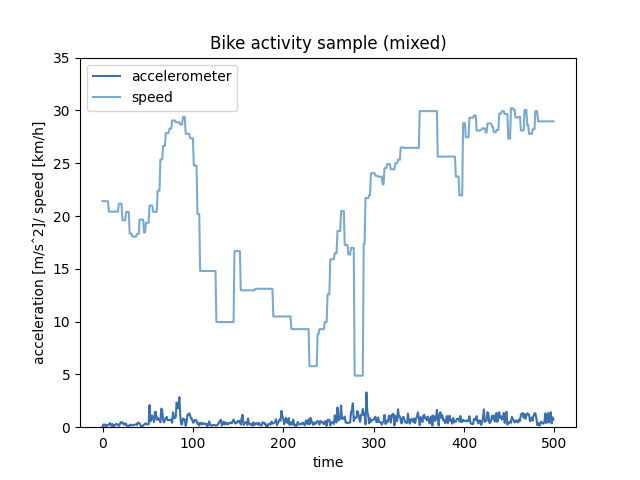 Bike activity sample (mixed)
accelerometer
speed
35
30
25
20
15
10
5
0
acceleration [m/s^2]/ speed [km/h]
0 100 200 300 400 500
time